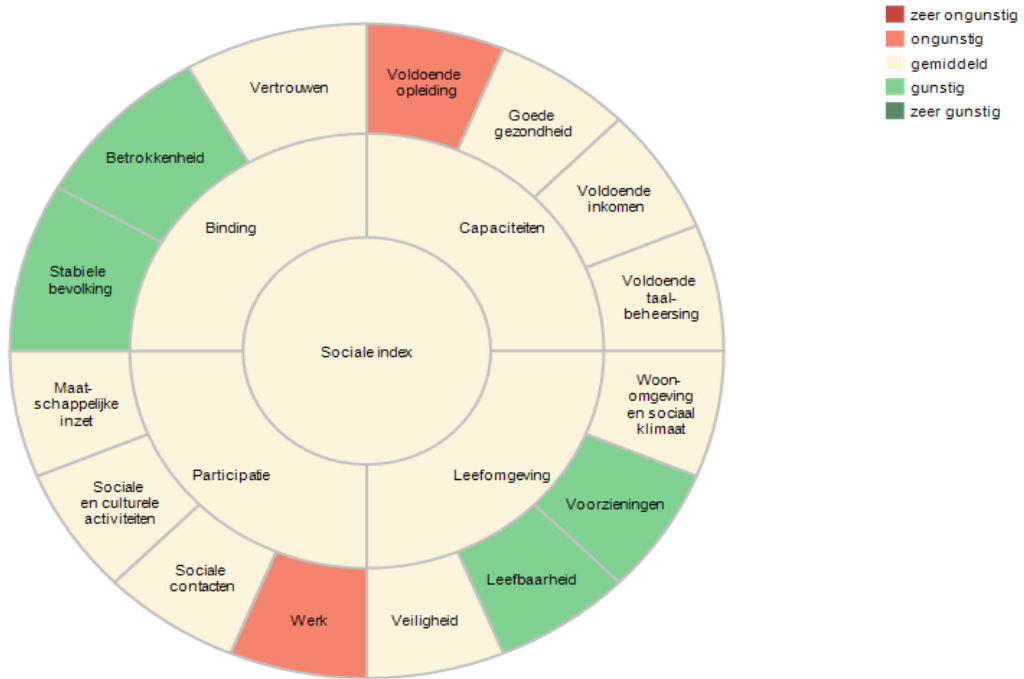 zeer ongunstig
ongunstig
gemiddeld
gunstig
zeer gunstig
Vertrouwen
Voldoende
opleiding
Goede
gezondheid
Betrokkenheid
Voldoende
inkomen
Binding
Capaciteiten
Stabiele
bevolking
Voldoende
taal-
beheersing
Sociale index
Maat-
schappelijke
inzet
Woon-
omgeving
en sociaal
klimaat
Participatie
Leefomgeving
Sociale
en culturele
activiteiten
Voorzieningen
Sociale
contacten
Leefbaarheid
Werk
Veiligheid